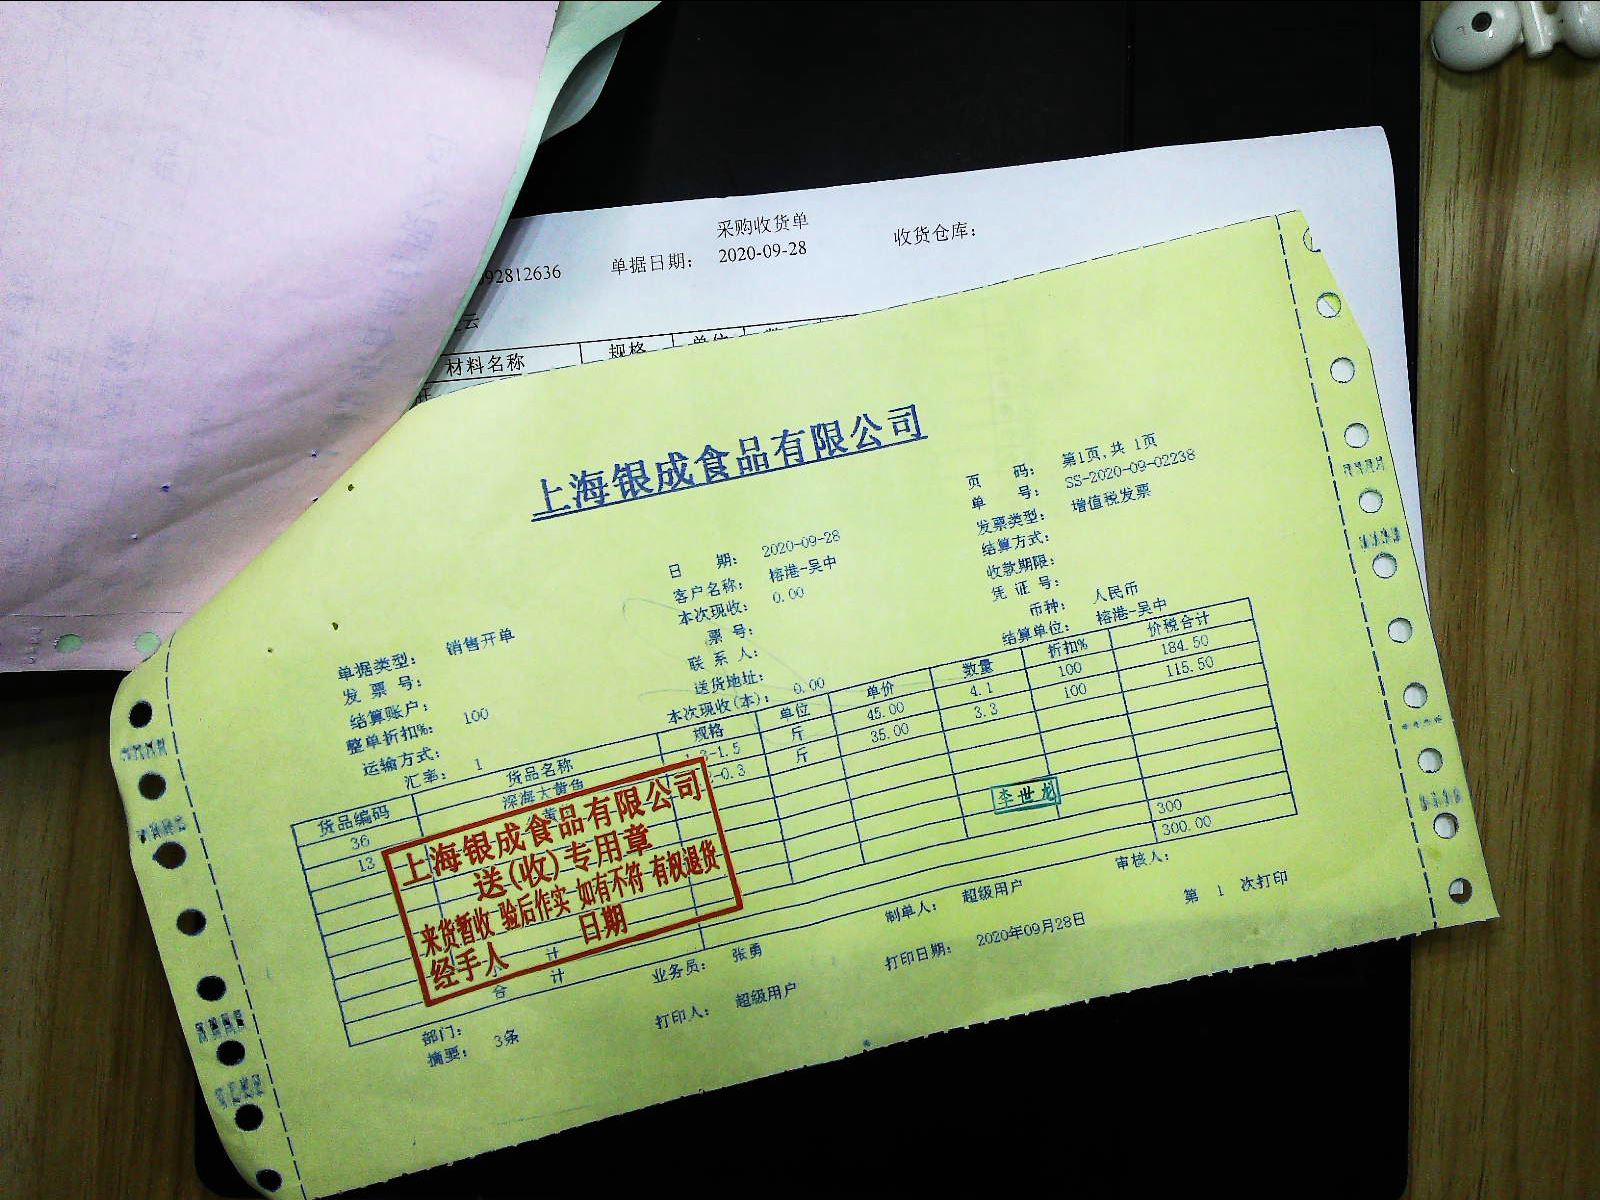 采购收货单
92812636 单据日期: 2020-09-28 收货仓库:
云
材料名称 规格 单位
上海银成食品有限公司
页 码: 第1页,共 1页
单 号: SS-2020-09-02238
发票类型: 增值税发票
结算方式:
收款期限:
凭 证 号:
币种: 人民币
结算单位: 榕港-吴中
日 期: 2020-09-28
客户名称: 榕港-吴中
本次现收: 0.00
票 号:
联 系 人:
送货地址:
本次现收(本): 0.00
单据类型: 销售开单
发 票 号:
结算账户:
整单折扣%: 100
运输方式:
汇率: 1
货品编码 货品名称 规格 单位 单价 数量 折扣% 价税合计
36 深海大黄鱼 -1.5 斤 45.00 4.1 100 184.50
13 黄 -0.3 斤 35.00 3.3 100 115.50
李世龙
计 300
合 计 300.00
上海银成食品有限公司
送(收)专用章
来货暂收 验后作实 如有不符 有权退货
经手人 日期
部门: 业务员: 张勇 制单人: 超级用户 审核人:
摘要: 3条 打印人: 超级用户 打印日期: 2020年09月28日 第 1 次打印